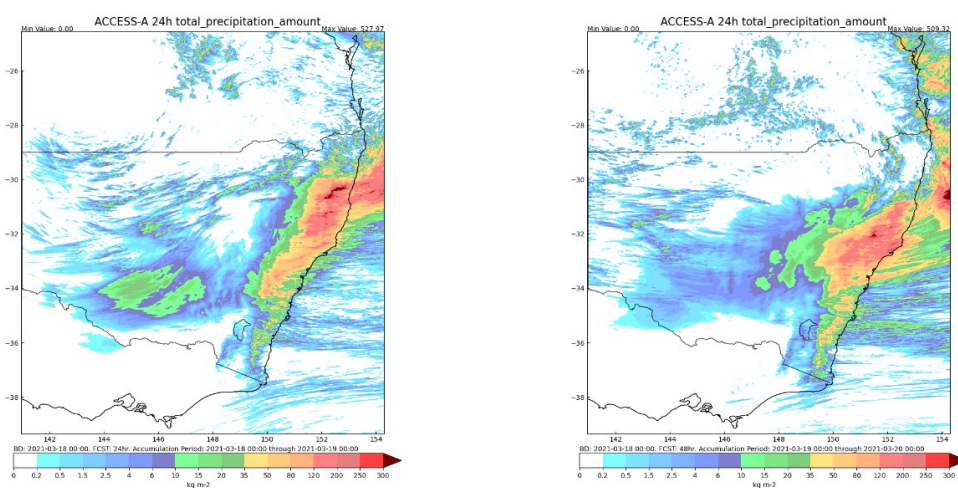 ACCESS-A 24h total_precipitation_amount
Min Value: 0.00 Max Value: 527.97
−26
−28
−30
−32
−34
−36
−38
142 144 146 148 150 152 154
BD: 2021-03-18 00:00, FCST: 24hr, Accumulation Period: 2021-03-18 00:00 to 2021-03-19 00:00
0 0.2 0.5 1.5 2.5 4 6 10 15 20 35 50 80 120 200 250 300
kg m-2
ACCESS-A 24h total_precipitation_amount
Min Value: 0.00 Max Value: 509.32
−26
−28
−30
−32
−34
−36
−38
142 144 146 148 150 152 154
BD: 2021-03-18 00:00, FCST: 48hr, Accumulation Period: 2021-03-19 00:00 to 2021-03-20 00:00
0 0.2 0.5 1.5 2.5 4 6 10 15 20 35 50 80 120 200 250 300
kg m-2